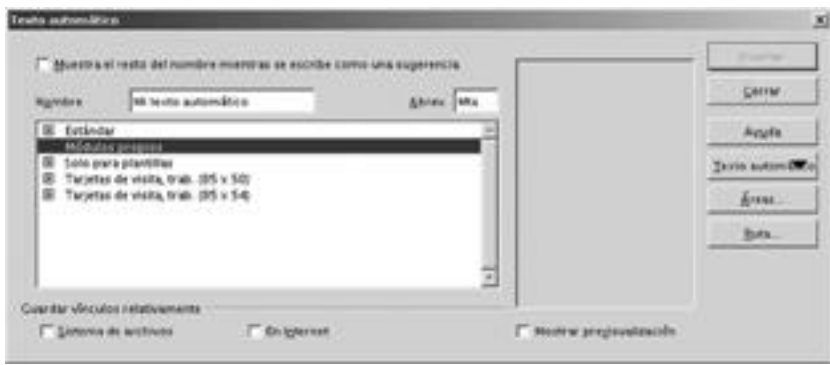 Texto automático
Muestra el resto del nombre mientras se escribe como una sugerencia
Nombre Mi texto automático Abrev. Mta
Estándar
Módulos propios
Solo para plantillas
Tarjetas de visita, trab. (85 x 50)
Tarjetas de visita, trab. (85 x 54)
Cerrar
Ayuda
Texto automático
Áreas...
Ruta...
Guardar vínculos relativamente
Sistema de archivos En Internet Mostrar previsualización